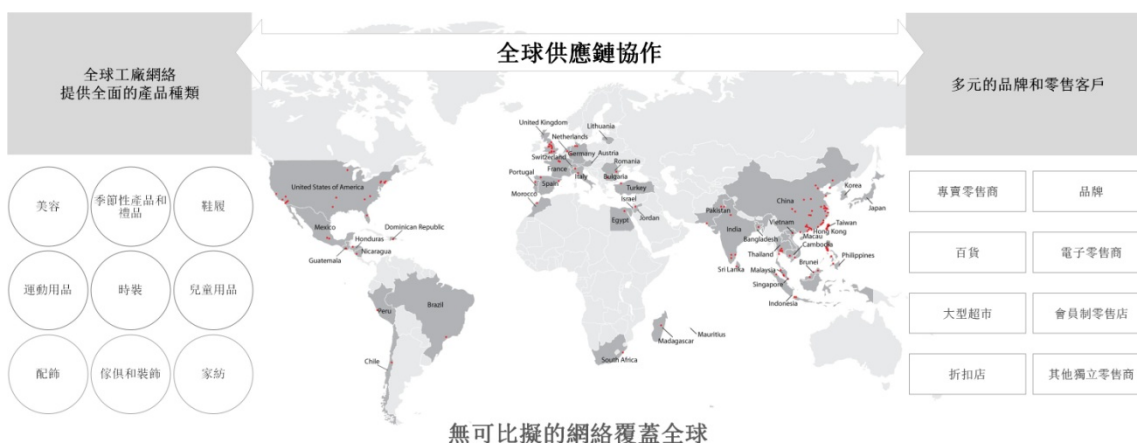 全球供應鏈協作
全球工廠網絡
提供全面的產品種類
多元的品牌和零售客戶
美容
季節性產品和
禮品
鞋履
運動用品
時裝
兒童用品
配飾
傢俱和裝飾
家紡
United States of America
Mexico
Dominican Republic
Honduras
Guatemala
Nicaragua
Brazil
Peru
Chile
United Kingdom
Lithuania
Netherlands
Germany
Austria
Switzerland
France
Romania
Portugal
Italy
Bulgaria
Spain
Turkey
Morocco
Israel
Egypt
Jordan
Korea
China
Japan
Pakistan
Vietnam
Taiwan
India
Hong Kong
Macau
Bangladesh
Cambodia
Thailand
Philippines
Sri Lanka
Brunei
Malaysia
Singapore
Indonesia
Mauritius
Madagascar
South Africa
專賣零售商
品牌
百貨
電子零售商
大型超市
會員制零售店
折扣店
其他獨立零售商
無可比擬的網絡覆蓋全球